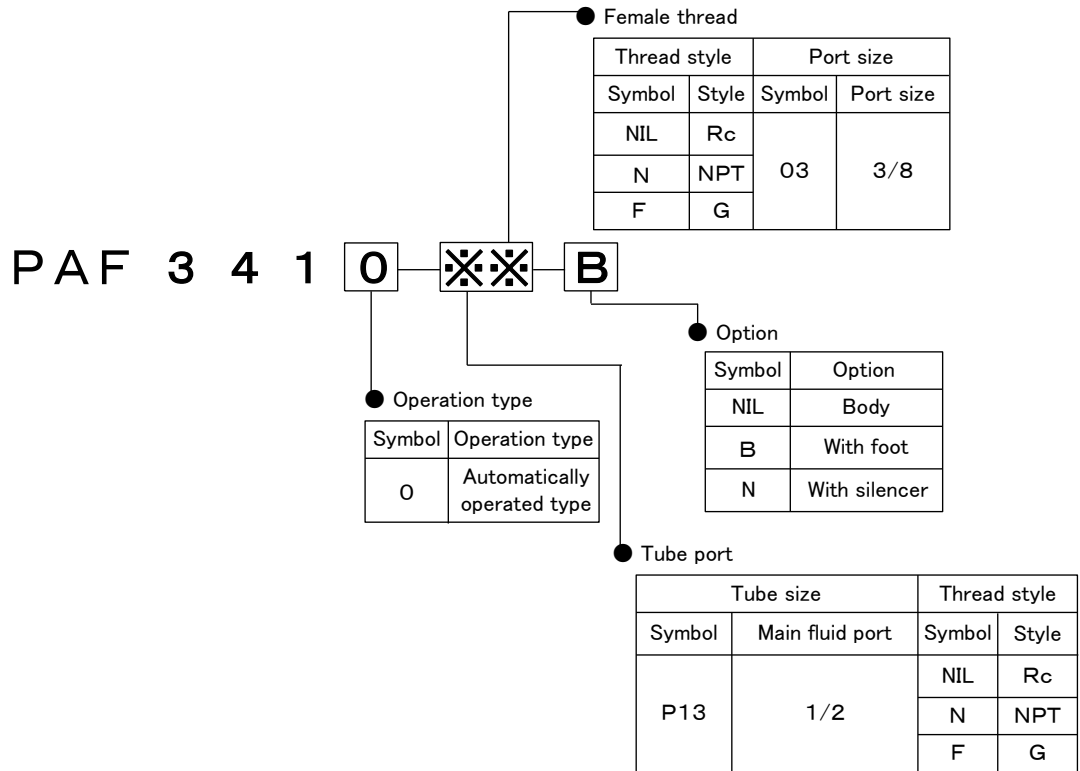 Female thread
Thread style Port size
Symbol Style Symbol Port size
NIL Rc
N NPT 03 3/8
F G
PAF 3 4 1 0 ※※ B
Option
Symbol Option
NIL Body
B With foot
N With silencer
Operation type
Symbol Operation type
0 Automatically
operated type
Tube port
Tube size Thread style
Symbol Main fluid port Symbol Style
NIL Rc
P13 1/2 N NPT
F G